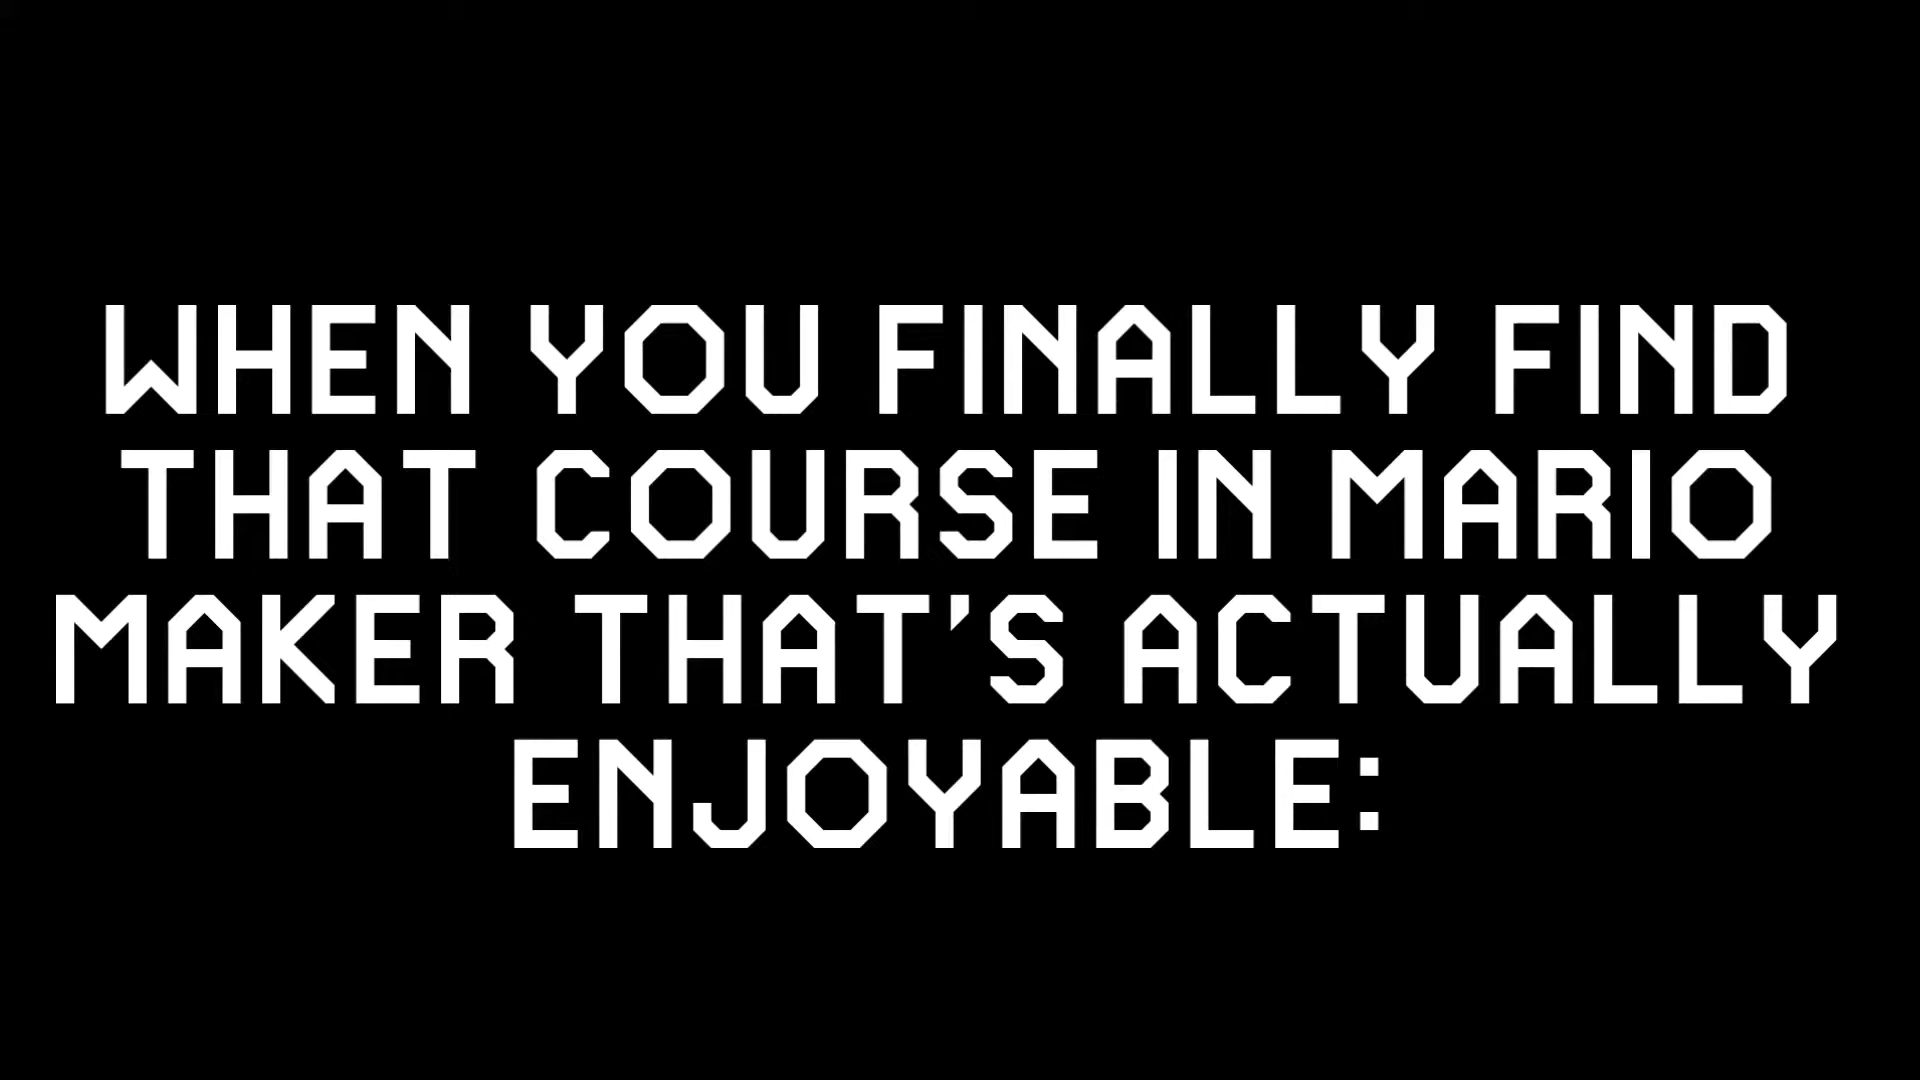 WHEN YOU FINALLY FIND
THAT COURSE IN MARIO
MAKER THAT'S ACTUALLY
ENJOYABLE: